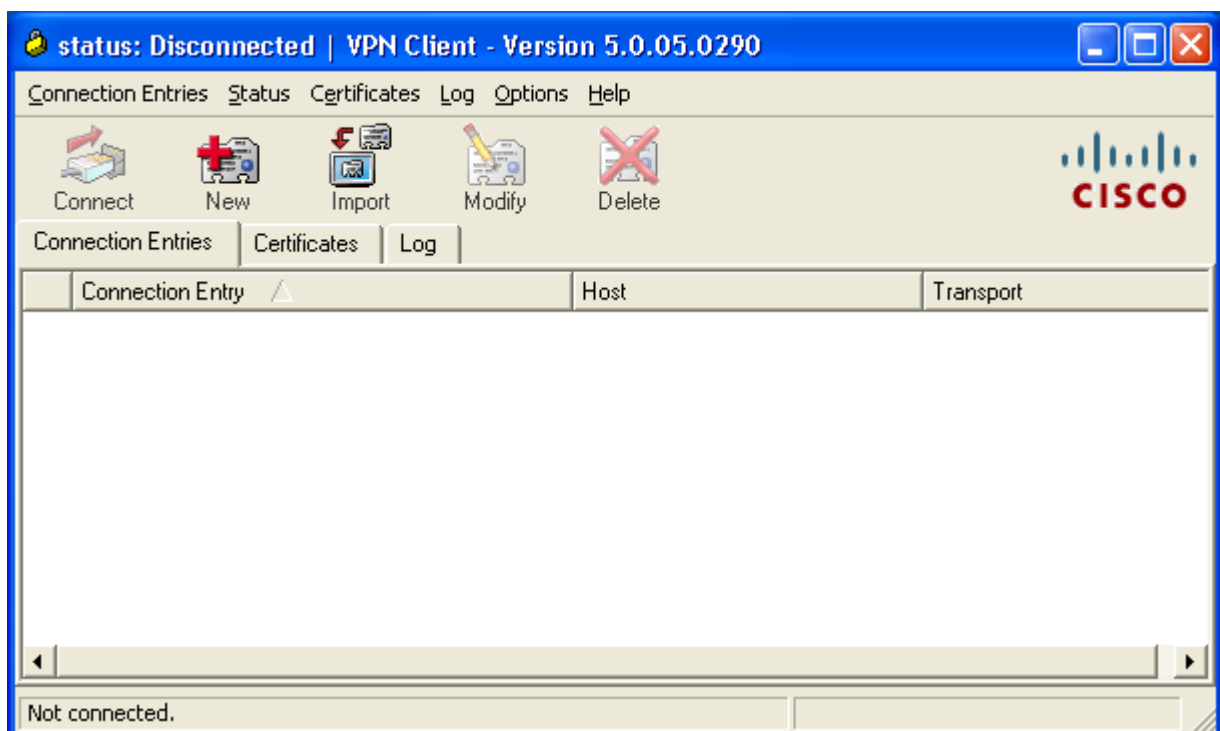 status: Disconnected | VPN Client - Version 5.0.05.0290
Connection Entries Status Certificates Log Options Help
Connect New Import Modify Delete
CISCO
Connection Entries Certificates Log
Connection Entry Host Transport
Not connected.